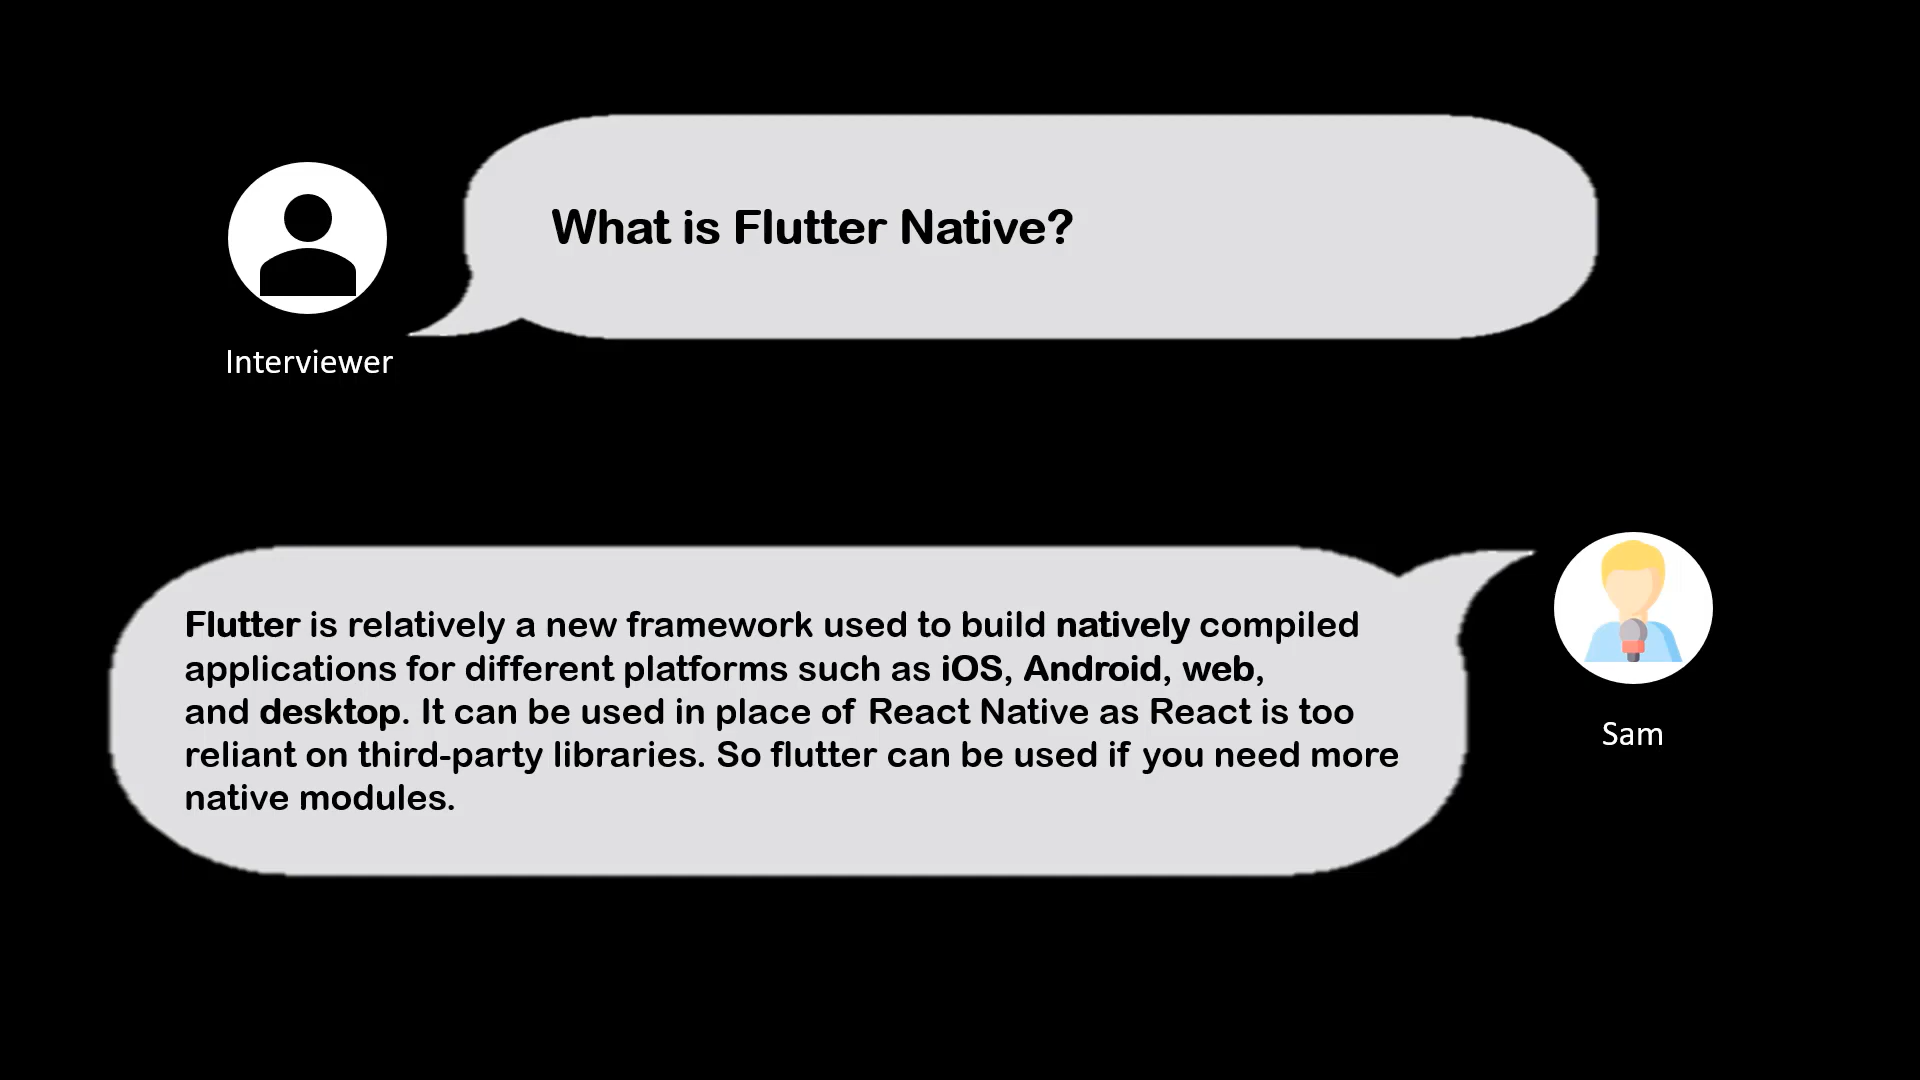 What is Flutter Native?
Interviewer
Flutter is relatively a new framework used to build natively compiled
applications for different platforms such as iOS, Android, web,
and desktop. It can be used in place of React Native as React is too
reliant on third-party libraries. So flutter can be used if you need more
native modules.
Sam